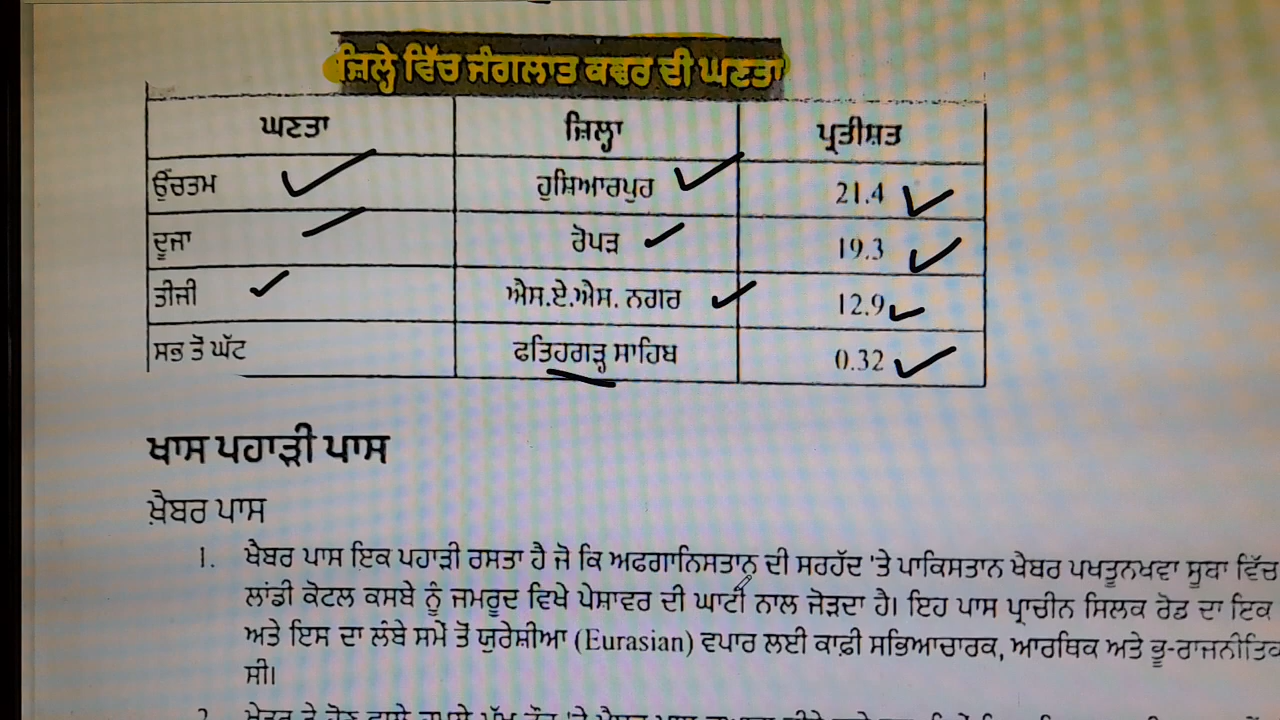 ਜ਼ਿਲ੍ਹੇ ਵਿੱਚ ਜੰਗਲਾਤ ਕਵਰ ਦੀ ਘਣਤਾ
ਘਣਤਾ ਜ਼ਿਲ੍ਹਾ ਪ੍ਰਤੀਸ਼ਤ
ਉੱਚਤਮ ਹੁਸ਼ਿਆਰਪੁਰ 21.4
ਦੂਜਾ ਰੋਪੜ 19.3
ਤੀਜੀ ਐਸ.ਏ.ਐਸ. ਨਗਰ 12.9
ਸਭ ਤੋਂ ਘੱਟ ਫਤਿਹਗੜ੍ਹ ਸਾਹਿਬ 0.32
ਖਾਸ ਪਹਾੜੀ ਪਾਸ
ਖ਼ੈਬਰ ਪਾਸ
1. ਖੈਬਰ ਪਾਸ ਇਕ ਪਹਾੜੀ ਰਸਤਾ ਹੈ ਜੋ ਕਿ ਅਫਗਾਨਿਸਤਾਨ ਦੀ ਸਰਹੱਦ 'ਤੇ ਪਾਕਿਸਤਾਨ ਖੈਬਰ ਪਖਤੂਨਖਵਾ ਸੂਬਾ ਵਿੱਚ
ਲਾਂਡੀ ਕੋਟਲ ਕਸਬੇ ਨੂੰ ਜਮਰੂਦ ਵਿਖੇ ਪੇਸ਼ਾਵਰ ਦੀ ਘਾਟੀ ਨਾਲ ਜੋੜਦਾ ਹੈ। ਇਹ ਪਾਸ ਪ੍ਰਾਚੀਨ ਸਿਲਕ ਰੋਡ ਦਾ ਇਕ
ਅਤੇ ਇਸ ਦਾ ਲੰਬੇ ਸਮੇਂ ਤੋਂ ਯੁਰੇਸ਼ੀਆ (Eurasian) ਵਪਾਰ ਲਈ ਕਾਫ਼ੀ ਸਭਿਆਚਾਰਕ, ਆਰਥਿਕ ਅਤੇ ਭੂ-ਰਾਜਨੀਤਿਕ
ਸੀ।
2.